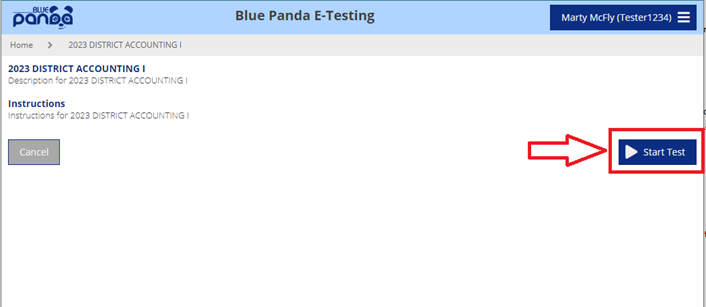 BLUE
panda
Blue Panda E-Testing
Marty McFly (Tester1234)
Home > 2023 DISTRICT ACCOUNTING I
2023 DISTRICT ACCOUNTING I
Description for 2023 DISTRICT ACCOUNTING I
Instructions
Instructions for 2023 DISTRICT ACCOUNTING I
Cancel
Start Test